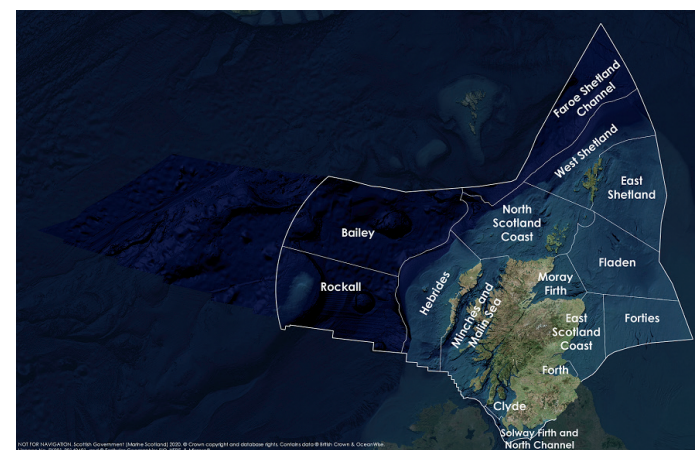 Faroe Shetland
Channel
West Shetland
East
Shetland
North
Scotland
Coast
Bailey
Fladen
Rockall
Hebrides
Minches and
Malin Sea
Moray
Firth
East
Scotland
Coast
Forties
Forth
Clyde
Solway Firth and
North Channel
NOT FOR NAVIGATION. Scottish Government (Marine Scotland) 2020. © Crown copyright and database rights. Contains data © British Crown & OceanWise.